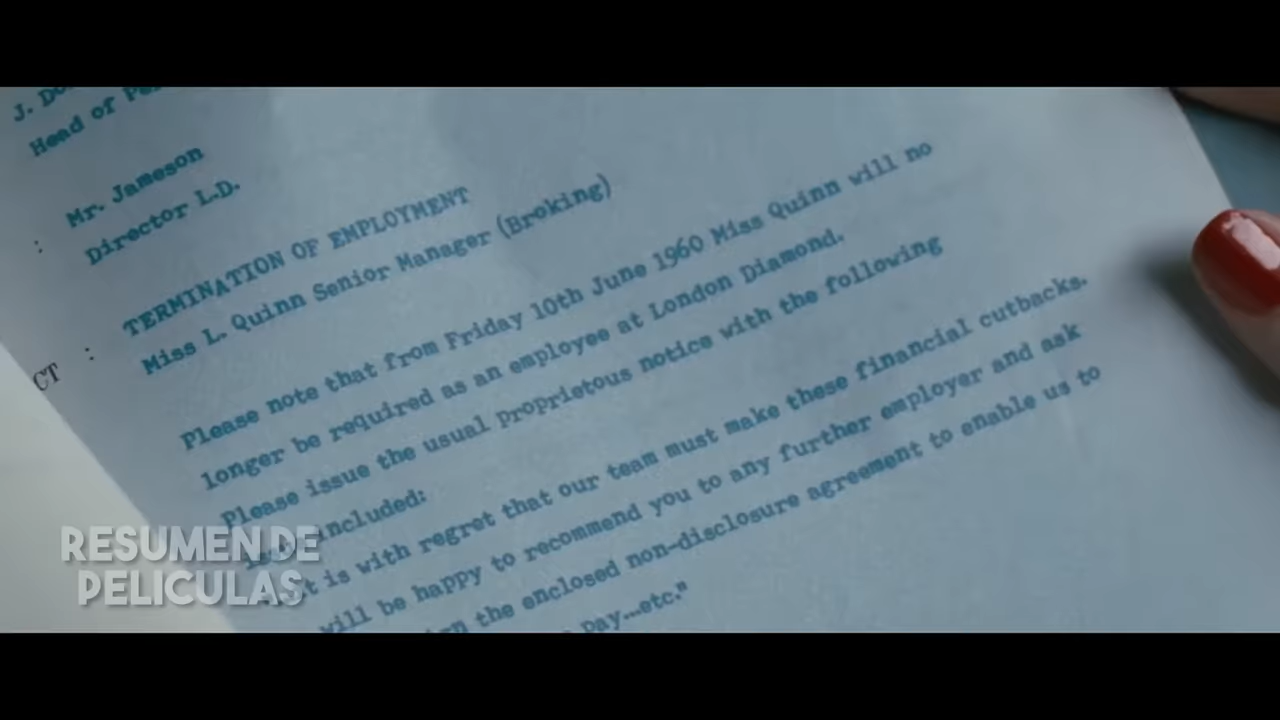 J.
Head of
Mr. Jameson
: Director L.D.
TERMINATION OF EMPLOYMENT
CT : Miss L. Quinn Senior Manager (Broking)
Please note that from Friday 10th June 1960 Miss Quinn will no
longer be required as an employee at London Diamond.
Please issue the usual proprietous notice with the following
included:
is with regret that our team must make these financial cutbacks.
will be happy to recommend you to any further employer and ask
the enclosed non-disclosure agreement to enable us to
pay...etc."
RESUMEN DE
PELICULAS